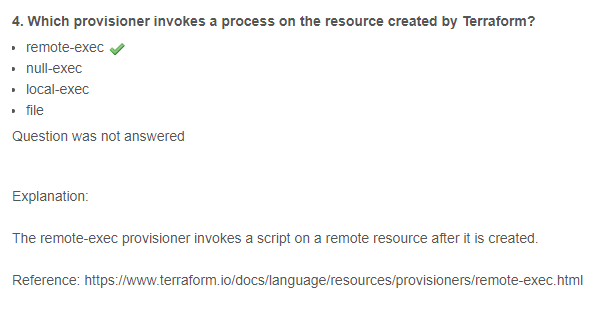 4. Which provisioner invokes a process on the resource created by Terraform?
• remote-exec
• null-exec
• local-exec
• file
Question was not answered
Explanation:
The remote-exec provisioner invokes a script on a remote resource after it is created.
Reference: https://www.terraform.io/docs/language/resources/provisioners/remote-exec.html